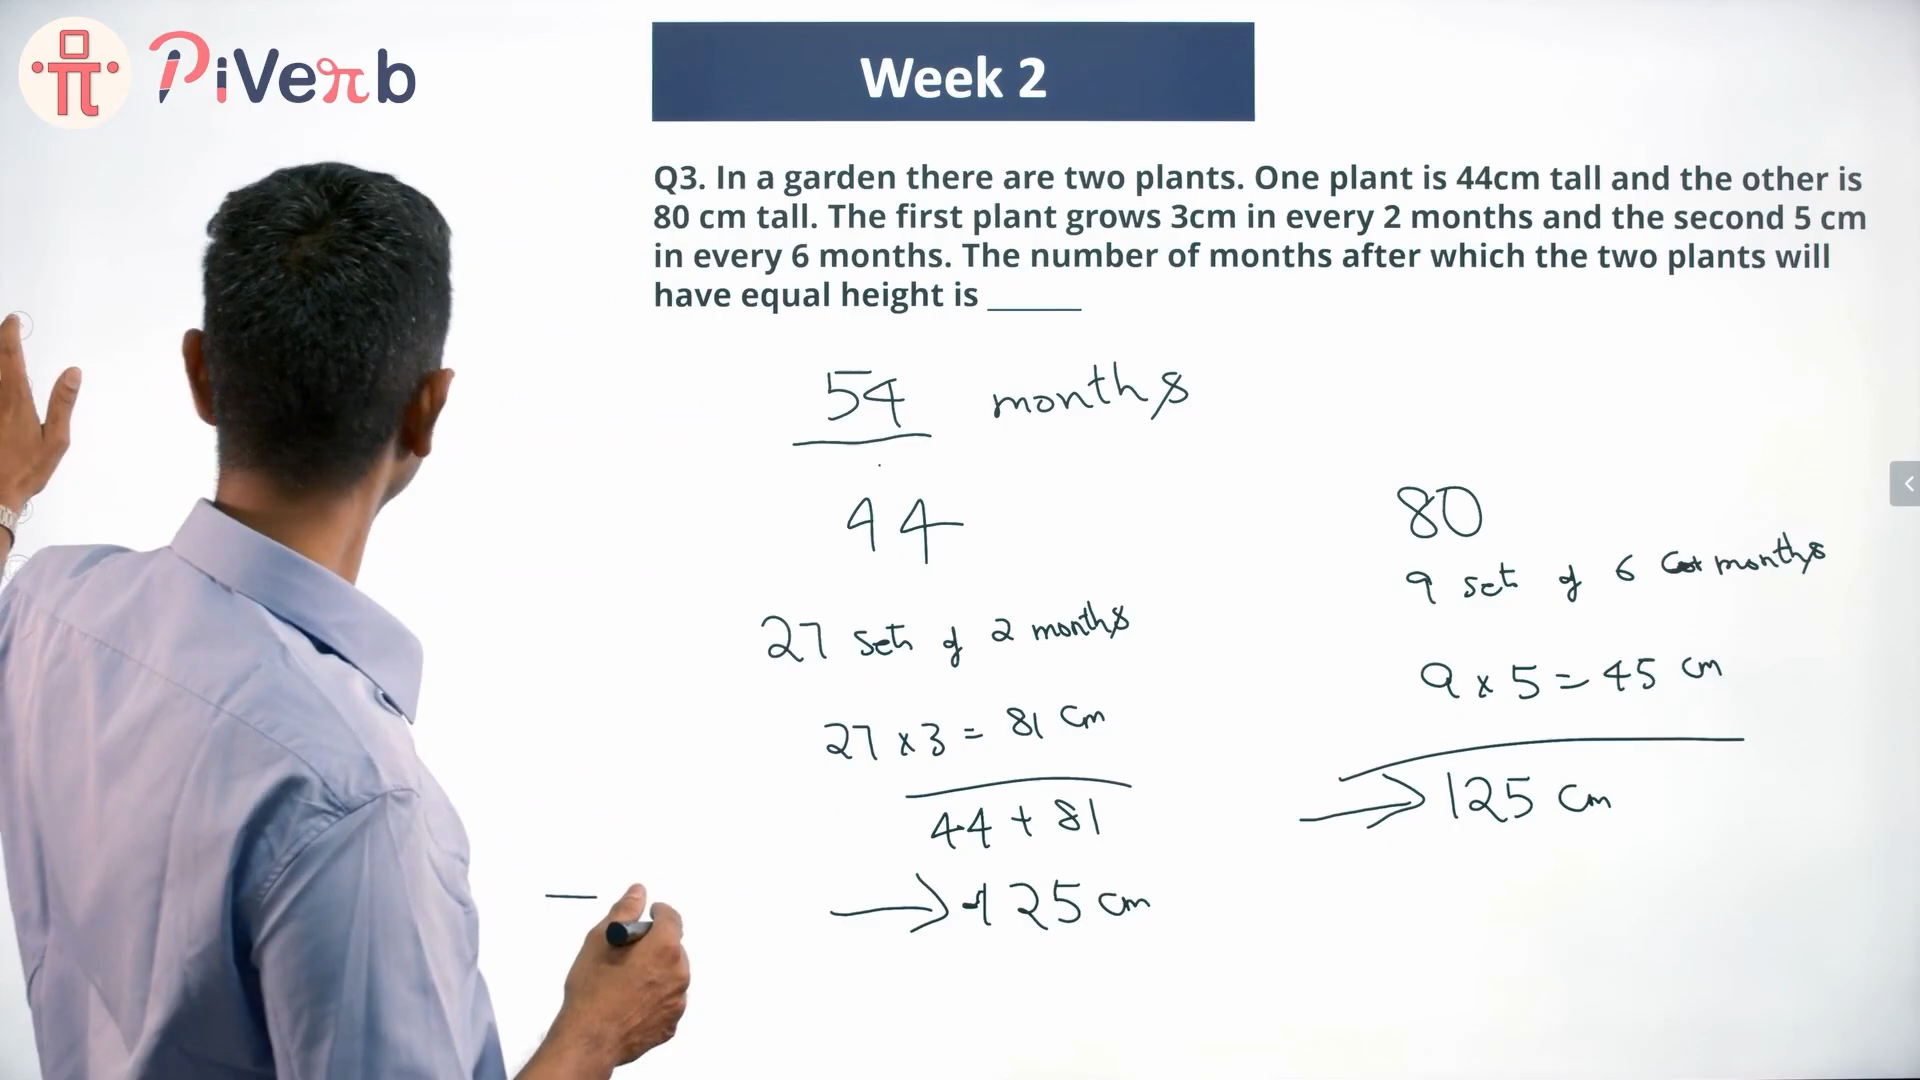 PiVerb
Week 2
Q3. In a garden there are two plants. One plant is 44cm tall and the other is
80 cm tall. The first plant grows 3cm in every 2 months and the second 5 cm
in every 6 months. The number of months after which the two plants will
have equal height is ______
54 months
44
27 sets of 2 months
27 x 3 = 81 cm
44 + 81
125 cm
80
9 set of 6 months
9 x 5 = 45 cm
125 cm